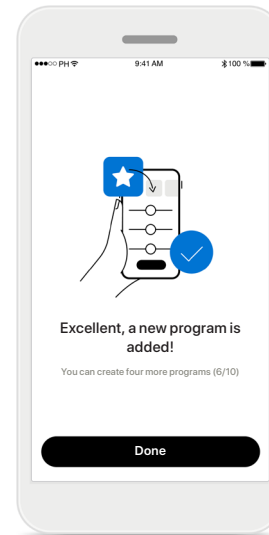 ●●●○○ PH 9:41 AM 100 %
Excellent, a new program is
added!
You can create four more programs (6/10)
Done